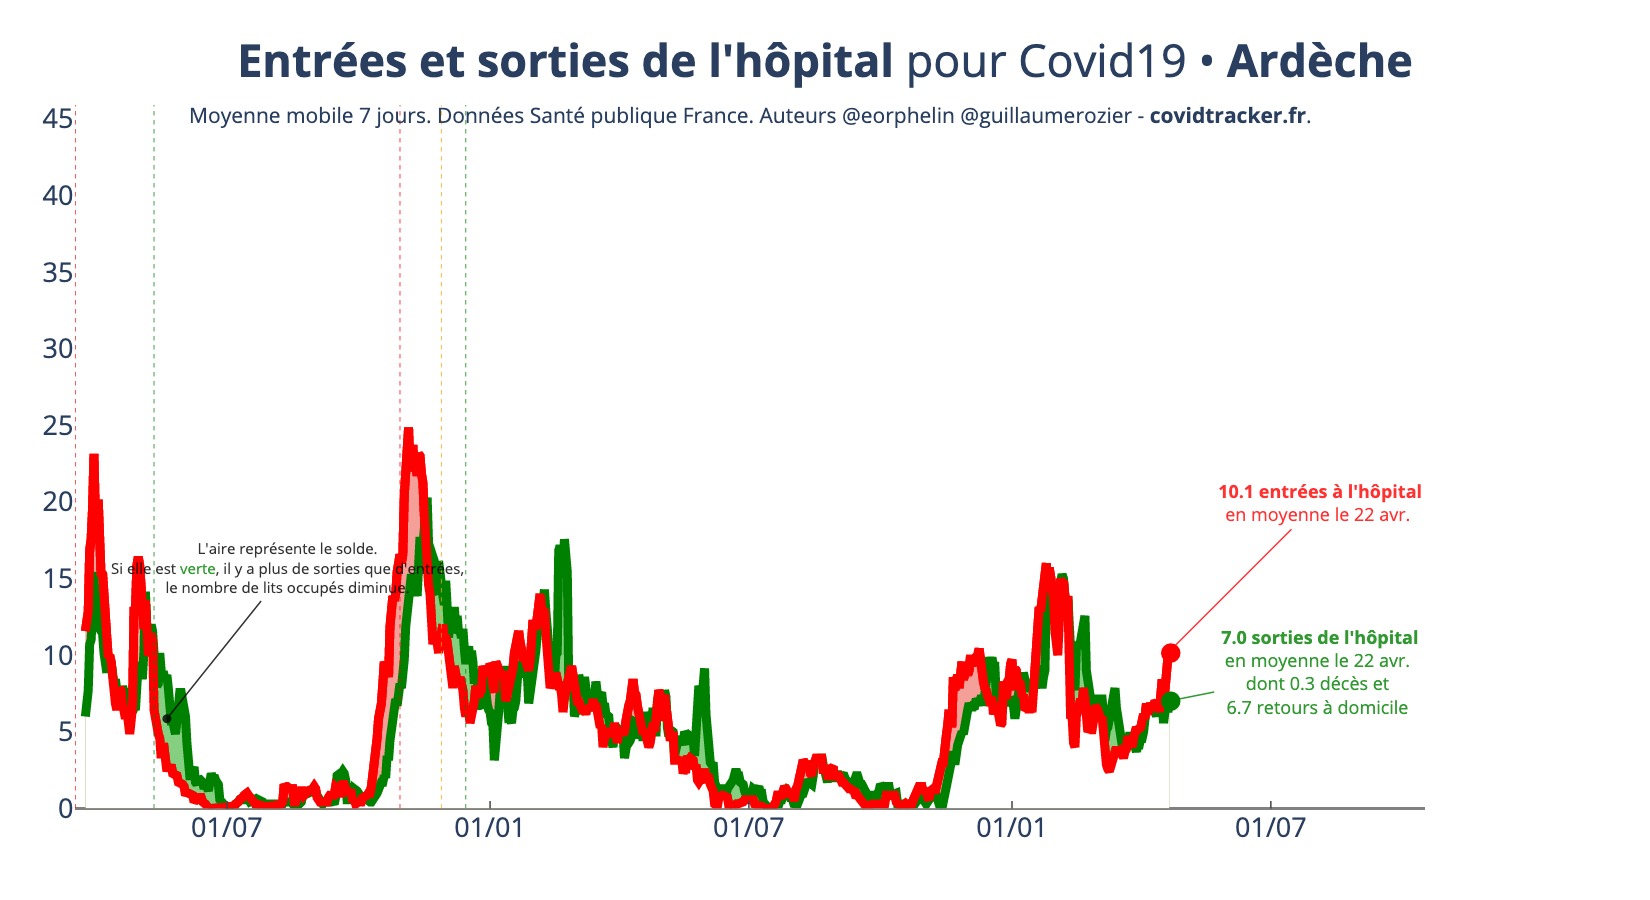 Entrées et sorties de l'hôpital pour Covid19 • Ardèche
Moyenne mobile 7 jours. Données Santé publique France. Auteurs @eorphelin @guillaumerozier - covidtracker.fr.
45
40
35
30
25
20
15
10
5
0
L'aire représente le solde.
Si elle est verte, il y a plus de sorties que d'entrées,
le nombre de lits occupés diminue.
10.1 entrées à l'hôpital
en moyenne le 22 avr.
7.0 sorties de l'hôpital
en moyenne le 22 avr.
dont 0.3 décès et
6.7 retours à domicile
01/07
01/01
01/07
01/01
01/07